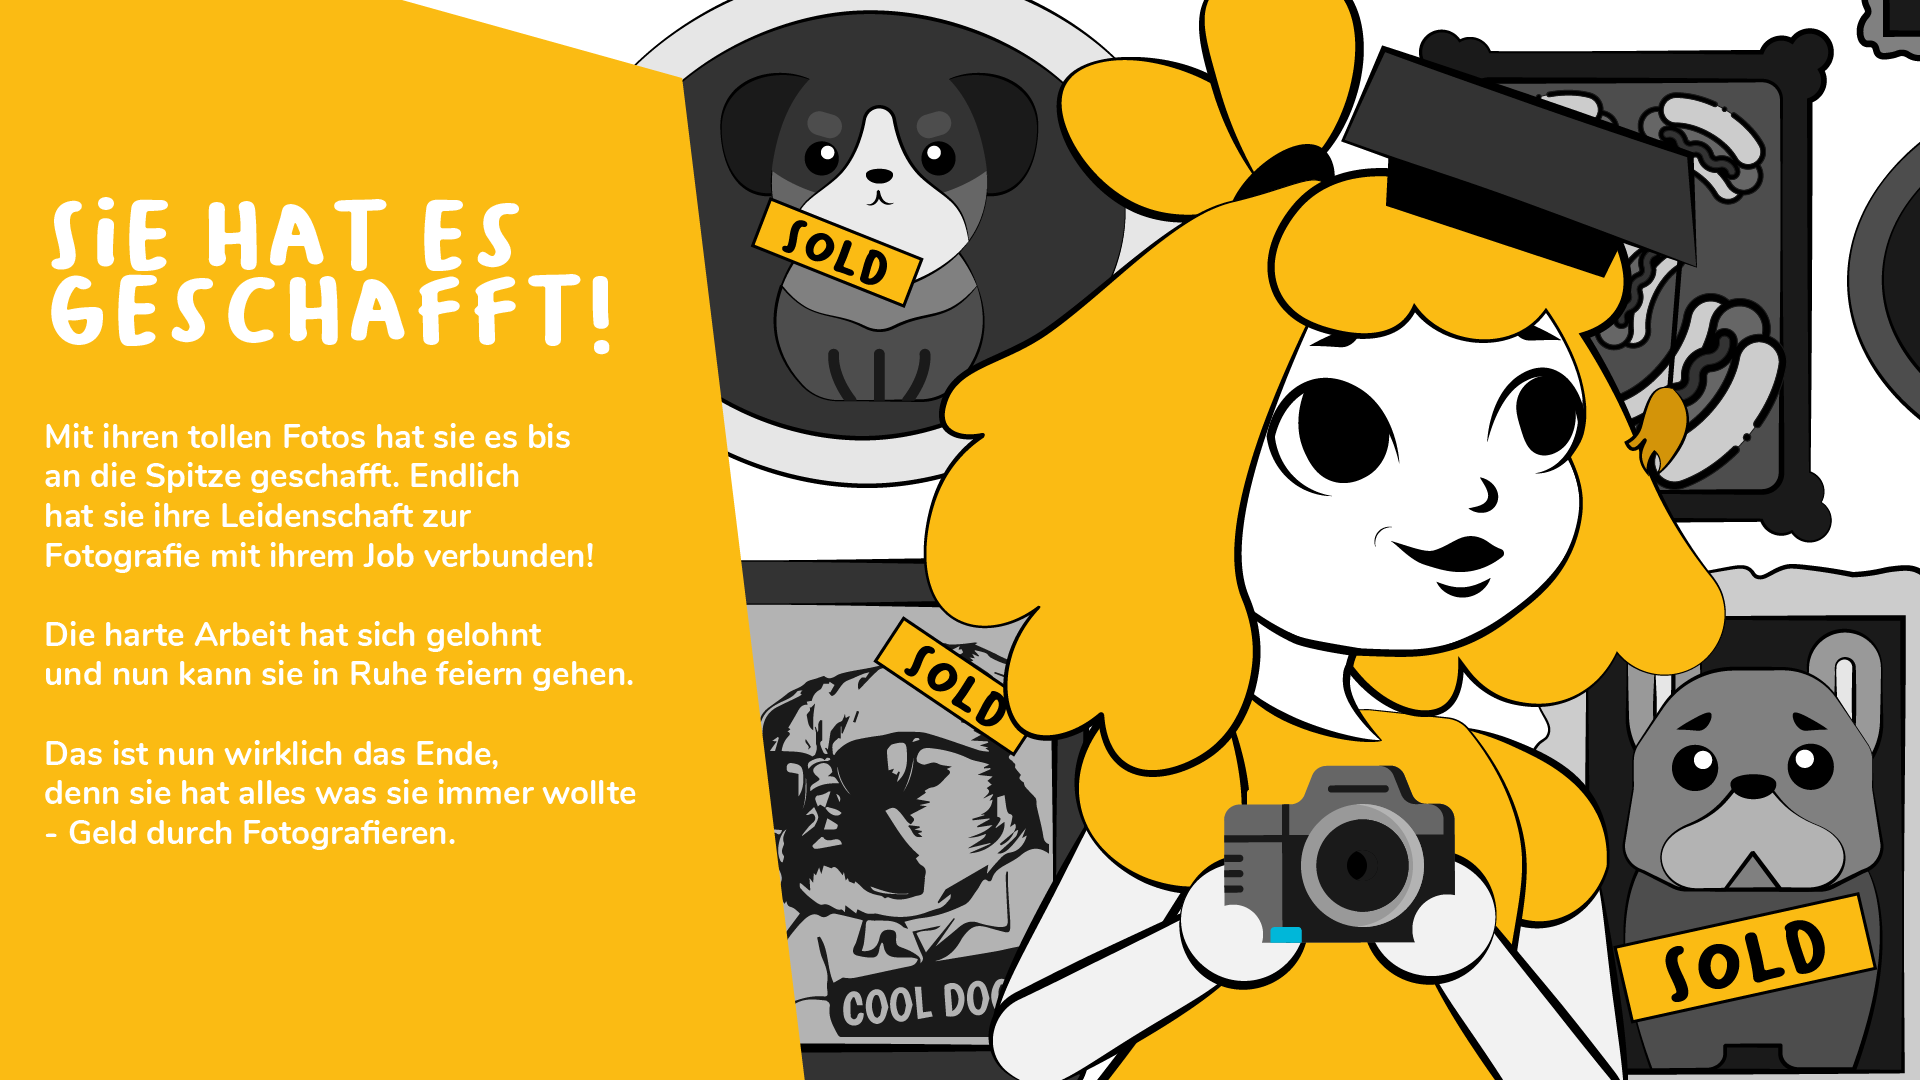 SiE HAT ES
GESCHAFFT!
Mit ihren tollen Fotos hat sie es bis
an die Spitze geschafft. Endlich
hat sie ihre Leidenschaft zur
Fotografie mit ihrem Job verbunden!
Die harte Arbeit hat sich gelohnt
und nun kann sie in Ruhe feiern gehen.
Das ist nun wirklich das Ende,
denn sie hat alles was sie immer wollte
- Geld durch Fotografieren.
SOLD
SOLD
COOL DOG
SOLD